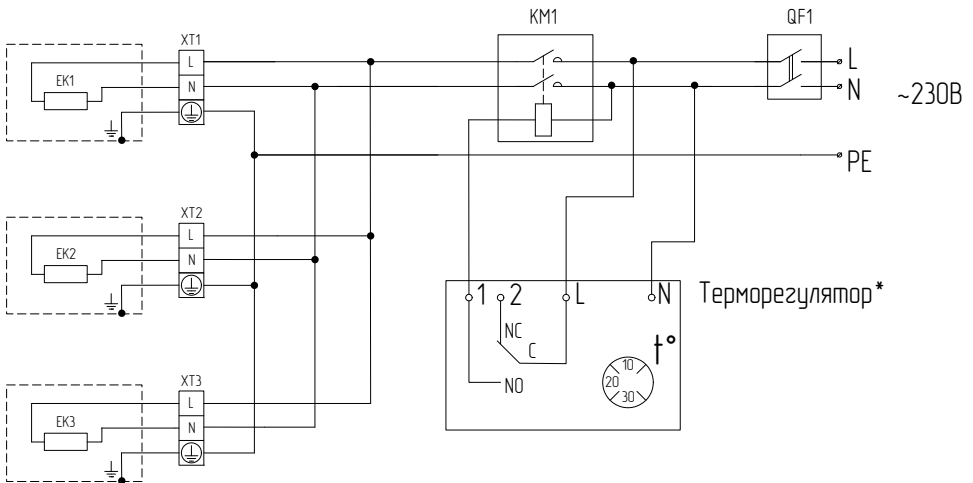 KM1
QF1
XT1
L
N
EK1
L
N
~230В
PE
XT2
L
N
EK2
1 2 L N
Терморегулятор*
NC
C
NO
t°
10
20
30
XT3
L
N
EK3